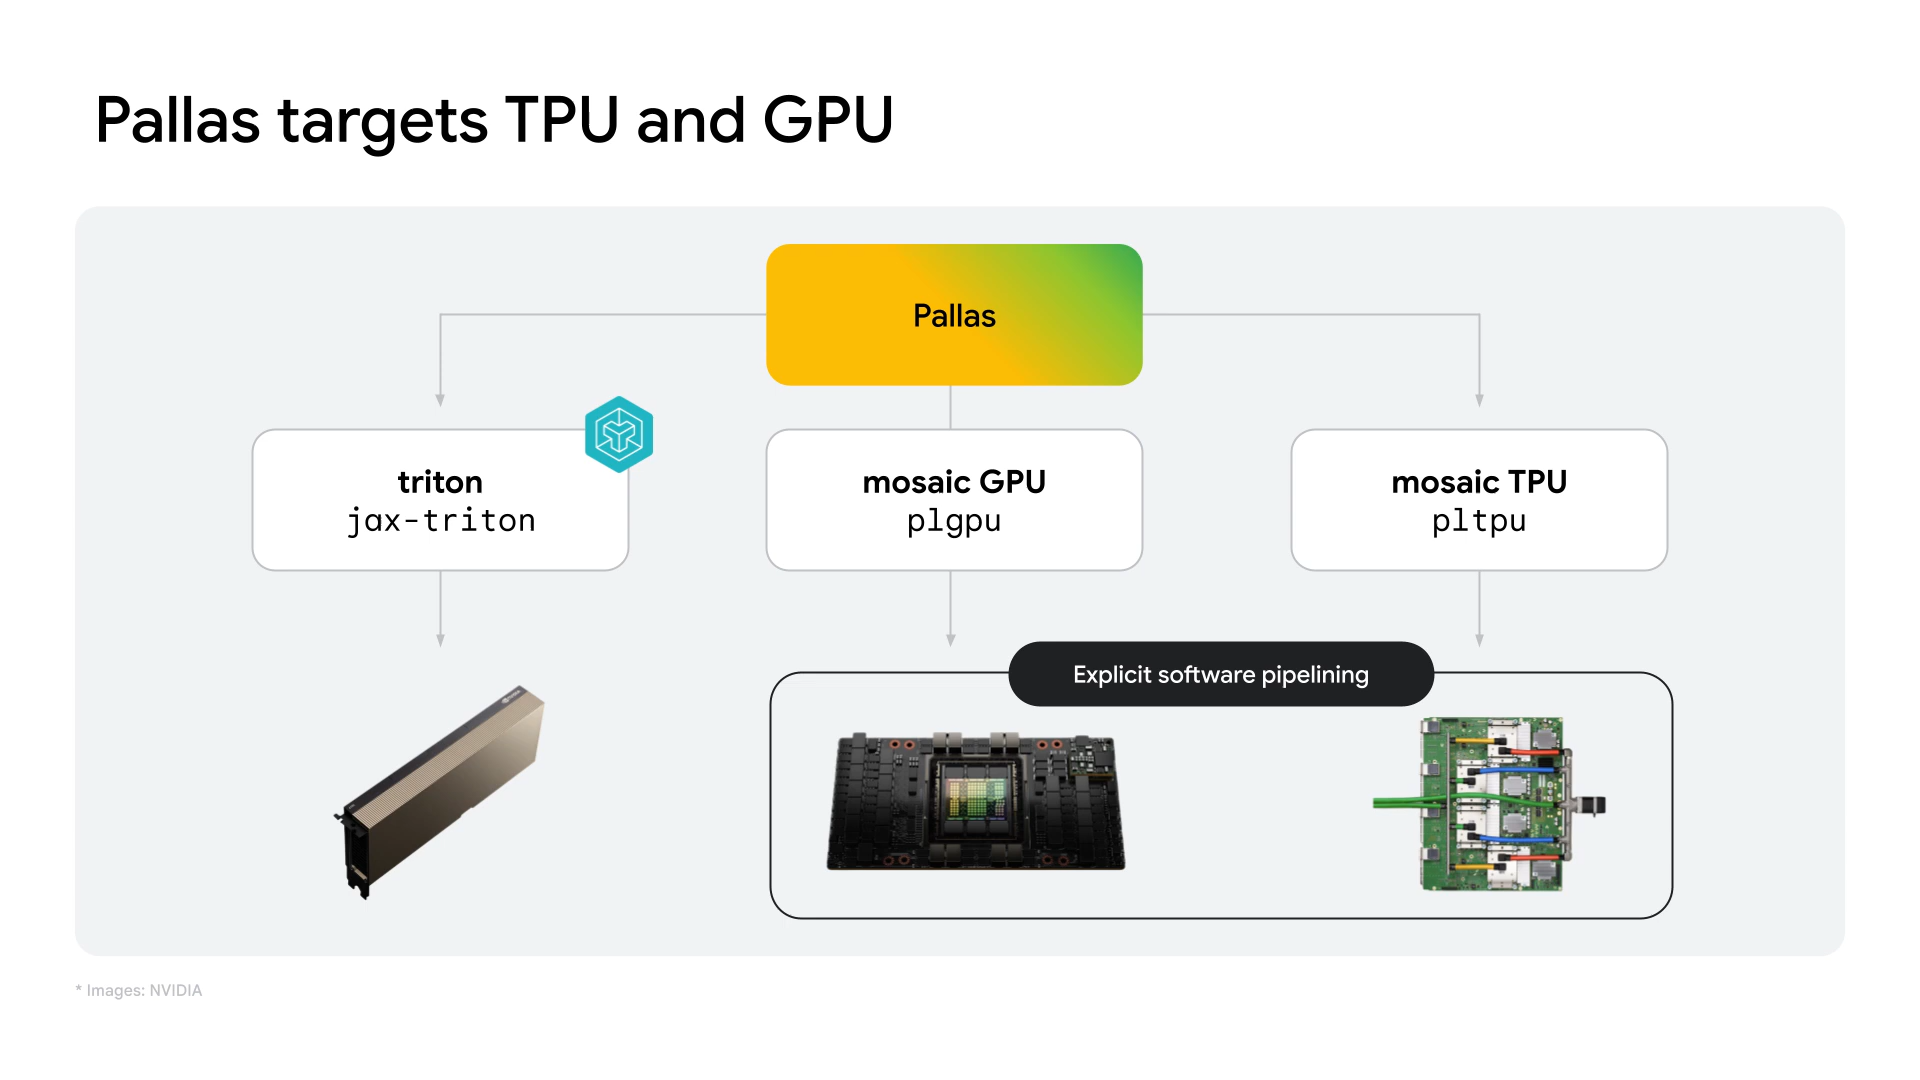 Pallas targets TPU and GPU
Pallas
triton
jax-triton
mosaic GPU
plgpu
mosaic TPU
pltpu
Explicit software pipelining
* Images: NVIDIA